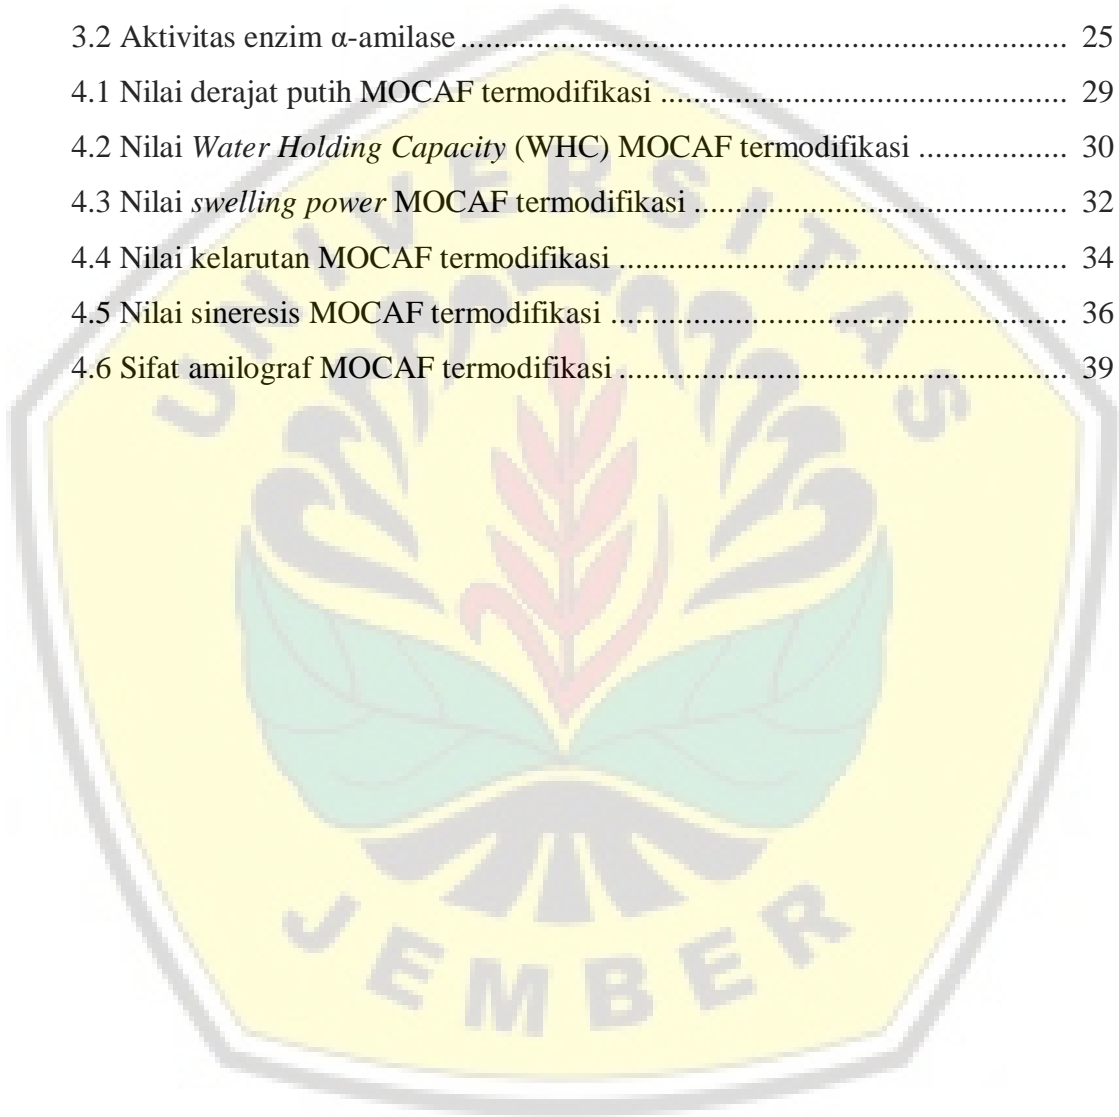 3.2 Aktivitas enzim α-amilase........................................................................... 25
4.1 Nilai derajat putih MOCAF termodifikasi .................................................. 29
4.2 Nilai Water Holding Capacity (WHC) MOCAF termodifikasi .................. 30
4.3 Nilai swelling power MOCAF termodifikasi .............................................. 32
4.4 Nilai kelarutan MOCAF termodifikasi ....................................................... 34
4.5 Nilai sineresis MOCAF termodifikasi ........................................................ 36
4.6 Sifat amilograf MOCAF termodifikasi ....................................................... 39
UNIVERSITAS
JEMBER